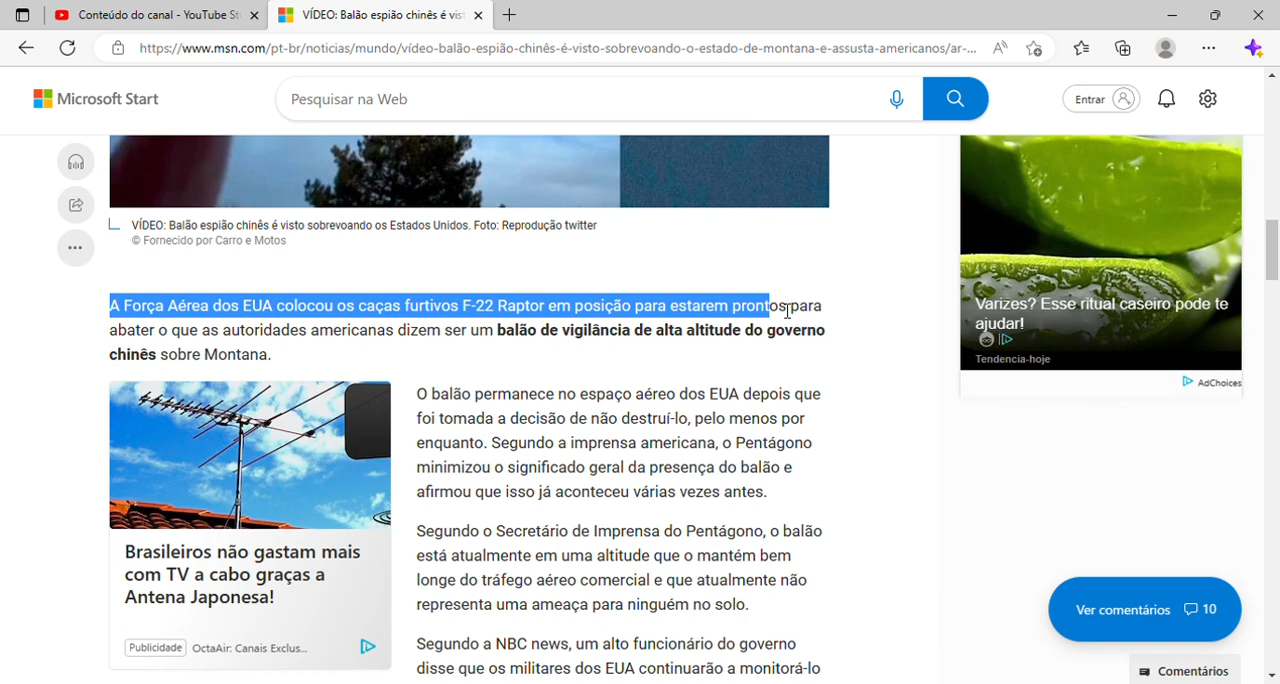 Conteúdo do canal - YouTube St
VÍDEO: Balão espião chinês é vist
https://www.msn.com/pt-br/noticias/mundo/vídeo-balão-espião-chinês-é-visto-sobrevoando-o-estado-de-montana-e-assusta-americanos/ar-...
Microsoft Start
Pesquisar na Web
Entrar
VÍDEO: Balão espião chinês é visto sobrevoando os Estados Unidos. Foto: Reprodução twitter
© Fornecido por Carro e Motos
A Força Aérea dos EUA colocou os caças furtivos F-22 Raptor em posição para estarem prontos para
abater o que as autoridades americanas dizem ser um balão de vigilância de alta altitude do governo
chinês sobre Montana.
O balão permanece no espaço aéreo dos EUA depois que
foi tomada a decisão de não destruí-lo, pelo menos por
enquanto. Segundo a imprensa americana, o Pentágono
minimizou o significado geral da presença do balão e
afirmou que isso já aconteceu várias vezes antes.
Segundo o Secretário de Imprensa do Pentágono, o balão
está atualmente em uma altitude que o mantém bem
longe do tráfego aéreo comercial e que atualmente não
representa uma ameaça para ninguém no solo.
Segundo a NBC news, um alto funcionário do governo
disse que os militares dos EUA continuarão a monitorá-lo
Brasileiros não gastam mais
com TV a cabo graças a
Antena Japonesa!
Publicidade
OctaAir: Canais Exclus...
Varizes? Esse ritual caseiro pode te
ajudar!
Tendencia-hoje
AdChoices
Ver comentários 10
Comentários